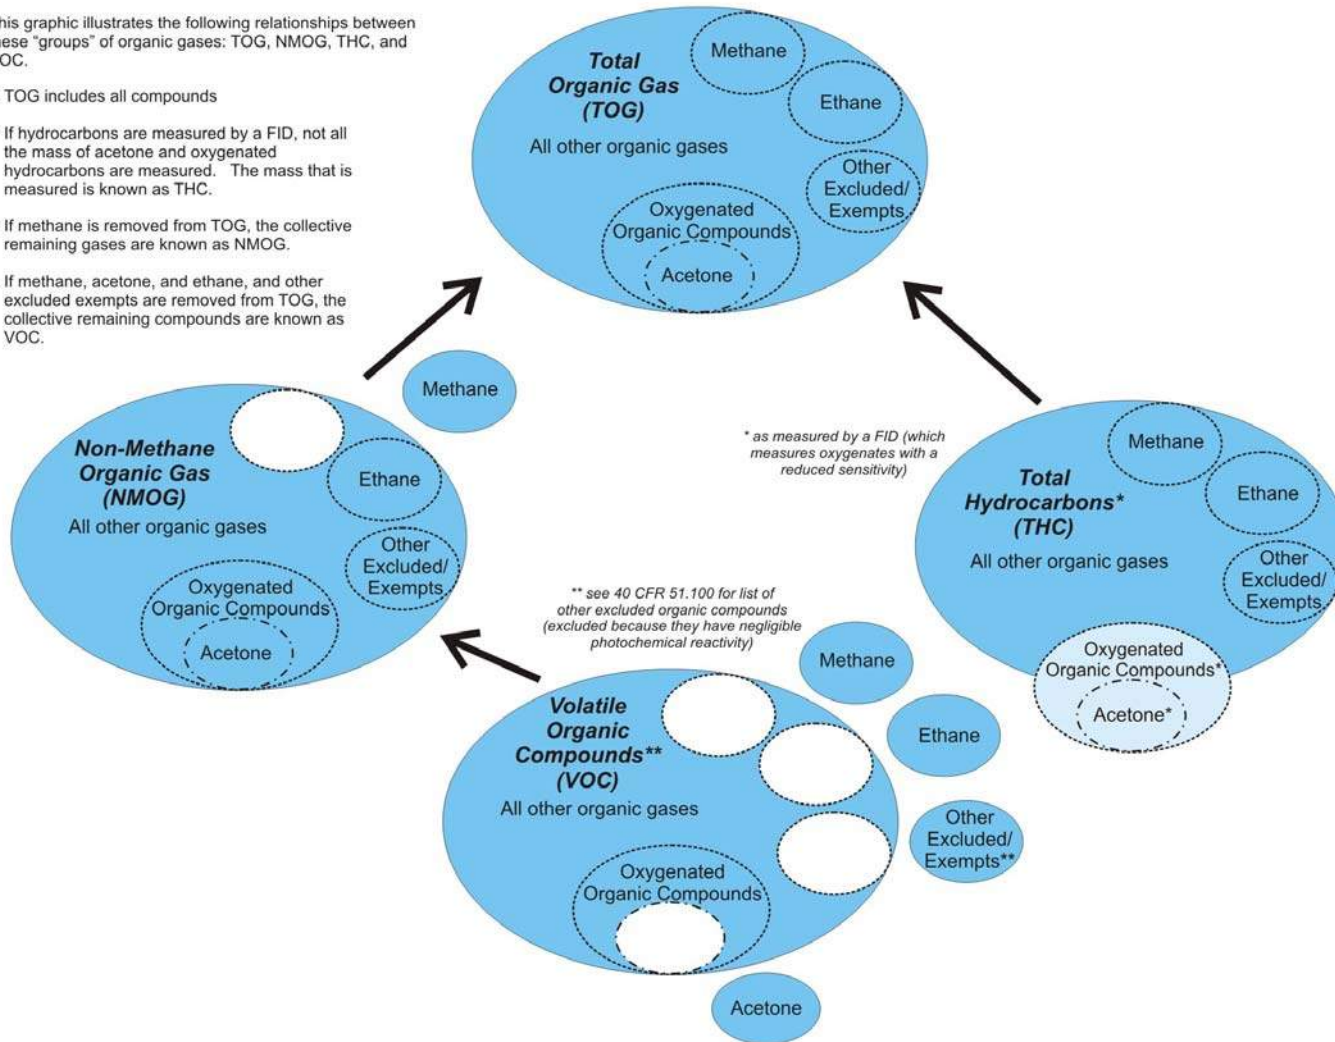 his graphic illustrates the following relationships between
ese “groups” of organic gases: TOG, NMOG, THC, and
OC.
TOG includes all compounds
If hydrocarbons are measured by a FID, not all
the mass of acetone and oxygenated
hydrocarbons are measured. The mass that is
measured is known as THC.
If methane is removed from TOG, the collective
remaining gases are known as NMOG.
If methane, acetone, and ethane, and other
excluded exempts are removed from TOG, the
collective remaining compounds are known as
VOC.
Total
Organic Gas
(TOG)
All other organic gases
Methane
Ethane
Other
Excluded/
Exempts
Oxygenated
Organic Compounds
Acetone
Methane
Non-Methane
Organic Gas
(NMOG)
All other organic gases
Ethane
Other
Excluded/
Exempts
Oxygenated
Organic Compounds
Acetone
* as measured by a FID (which
measures oxygenates with a
reduced sensitivity)
Total
Hydrocarbons*
(THC)
All other organic gases
Methane
Ethane
Other
Excluded/
Exempts
Oxygenated
Organic Compounds*
Acetone*
** see 40 CFR 51.100 for list of
other excluded organic compounds
(excluded because they have negligible
photochemical reactivity)
Volatile
Organic
Compounds**
(VOC)
All other organic gases
Oxygenated
Organic Compounds
Methane
Ethane
Other
Excluded/
Exempts**
Acetone